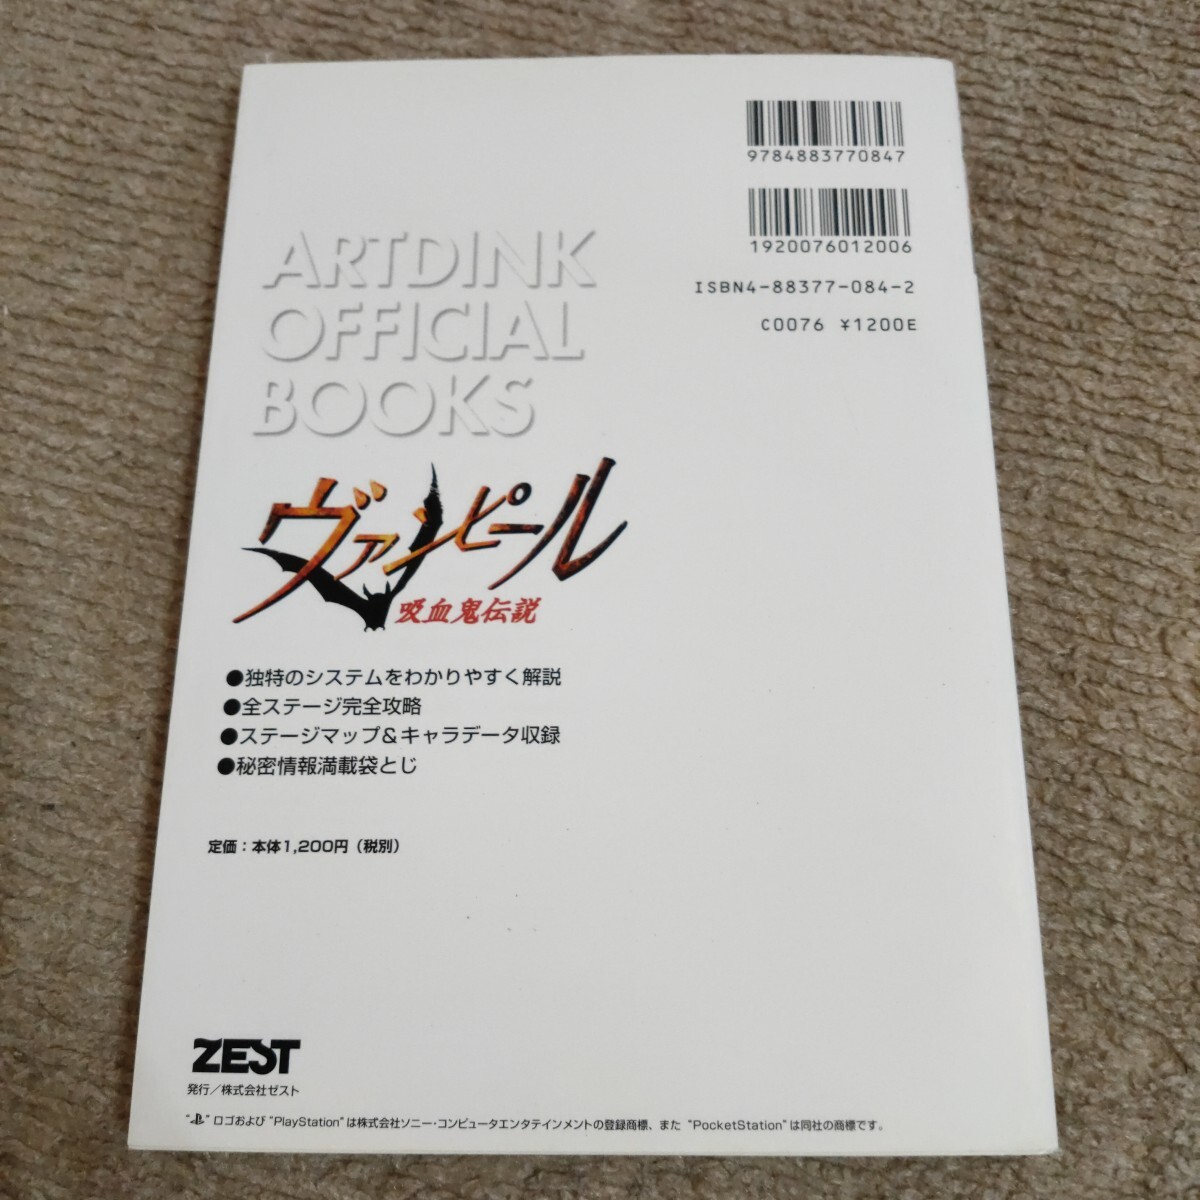 9784883770847
1920076012006
ISBN4-88377-084-2
C0076 ¥1200E
ARTDINK
OFFICIAL
BOOKS
ヴァンピール
吸血鬼伝説
●独特のシステムをわかりやすく解説
●全ステージ完全攻略
●ステージマップ&キャラデータ収録
●秘密情報満載袋とじ
定価：本体1,200円（税別）
ZEST
発行／株式会社ゼスト
"PS" ロゴおよび "PlayStation" は株式会社ソニー・コンピュータエンタテインメントの登録商標、また "PocketStation" は同社の商標です。